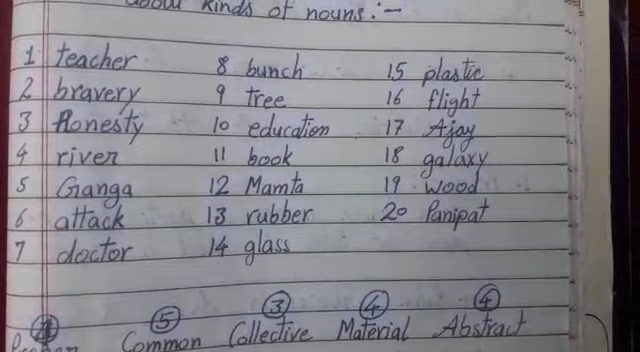 about kinds of nouns :-
1 teacher 8 bunch 15 plastic
2 bravery 9 tree 16 flight
3 Honesty 10 education 17 Ajay
4 river 11 book 18 galaxy
5 Ganga 12 Mamta 19 wood
6 attack 13 rubber 20 Panipat
7 doctor 14 glass
4 5 3 4 4
Proper Common Collective Material Abstract